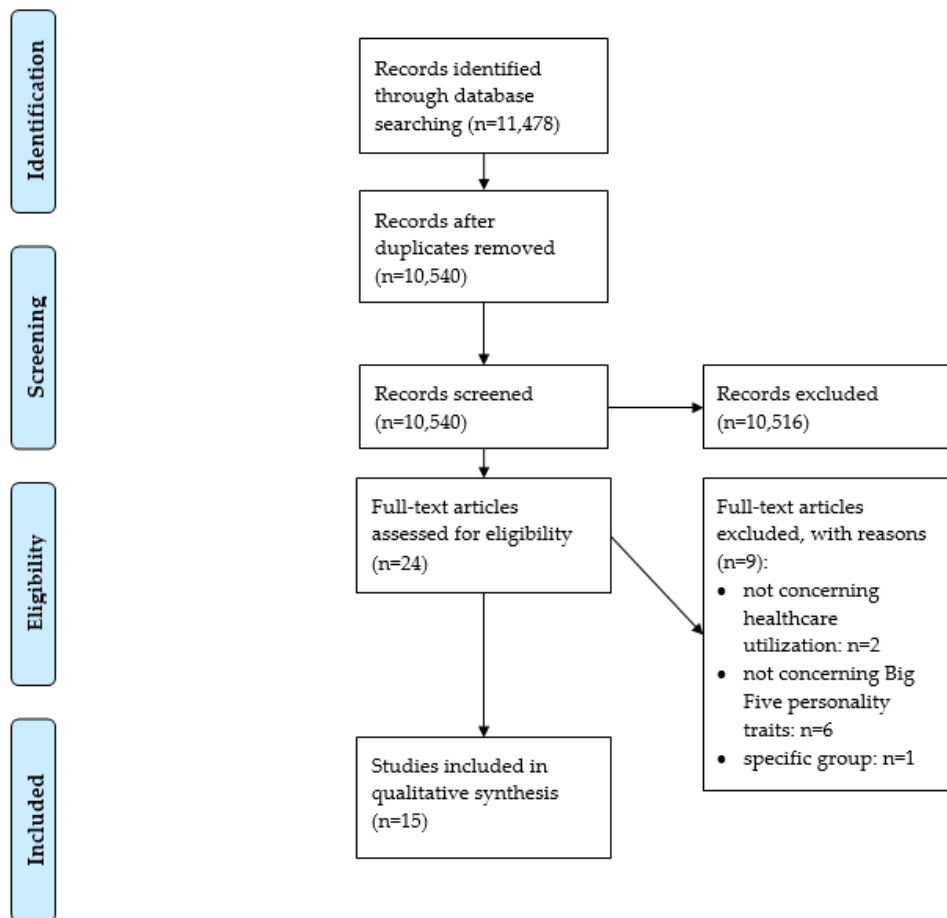 Identification
Records identified
through database
searching (n=11,478)
Records after
duplicates removed
(n=10,540)
Screening
Records screened
(n=10,540)
Records excluded
(n=10,516)
Eligibility
Full-text articles
assessed for eligibility
(n=24)
Full-text articles
excluded, with reasons
(n=9):
• not concerning
healthcare
utilization: n=2
• not concerning Big
Five personality
traits: n=6
• specific group: n=1
Included
Studies included in
qualitative synthesis
(n=15)